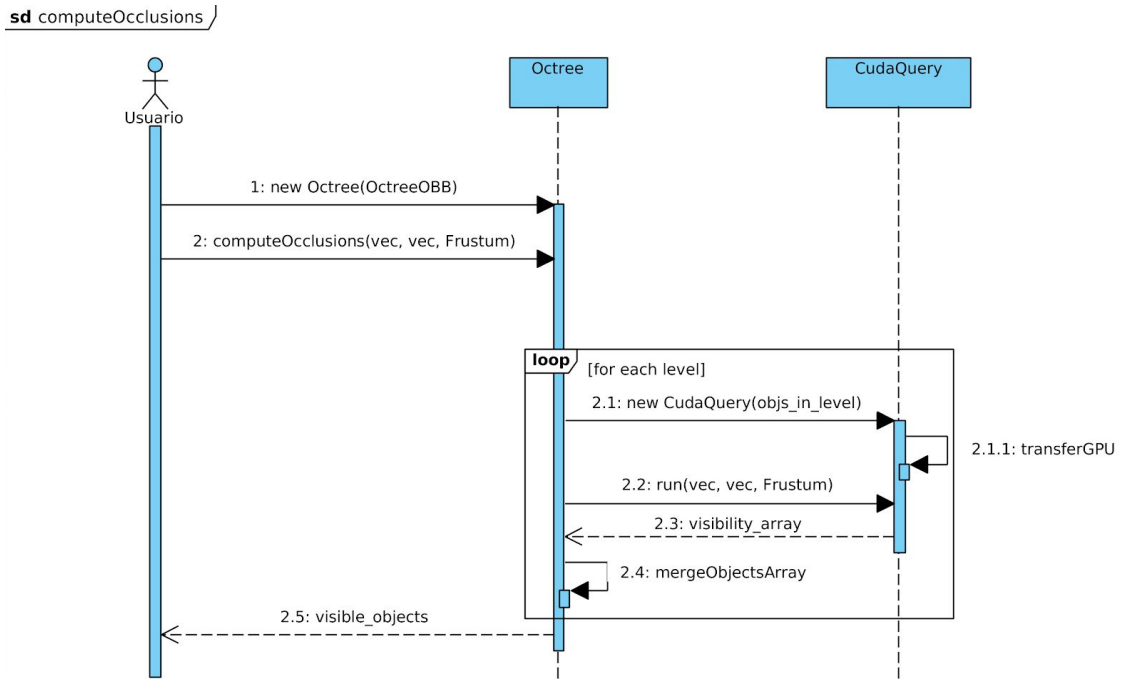 sd computeOcclusions
Octree
CudaQuery
Usuario
1: new Octree(OctreeOBB)
2: computeOcclusions(vec, vec, Frustum)
loop
[for each level]
2.1: new CudaQuery(objs_in_level)
2.1.1: transferGPU
2.2: run(vec, vec, Frustum)
2.3: visibility_array
2.4: mergeObjectsArray
2.5: visible_objects